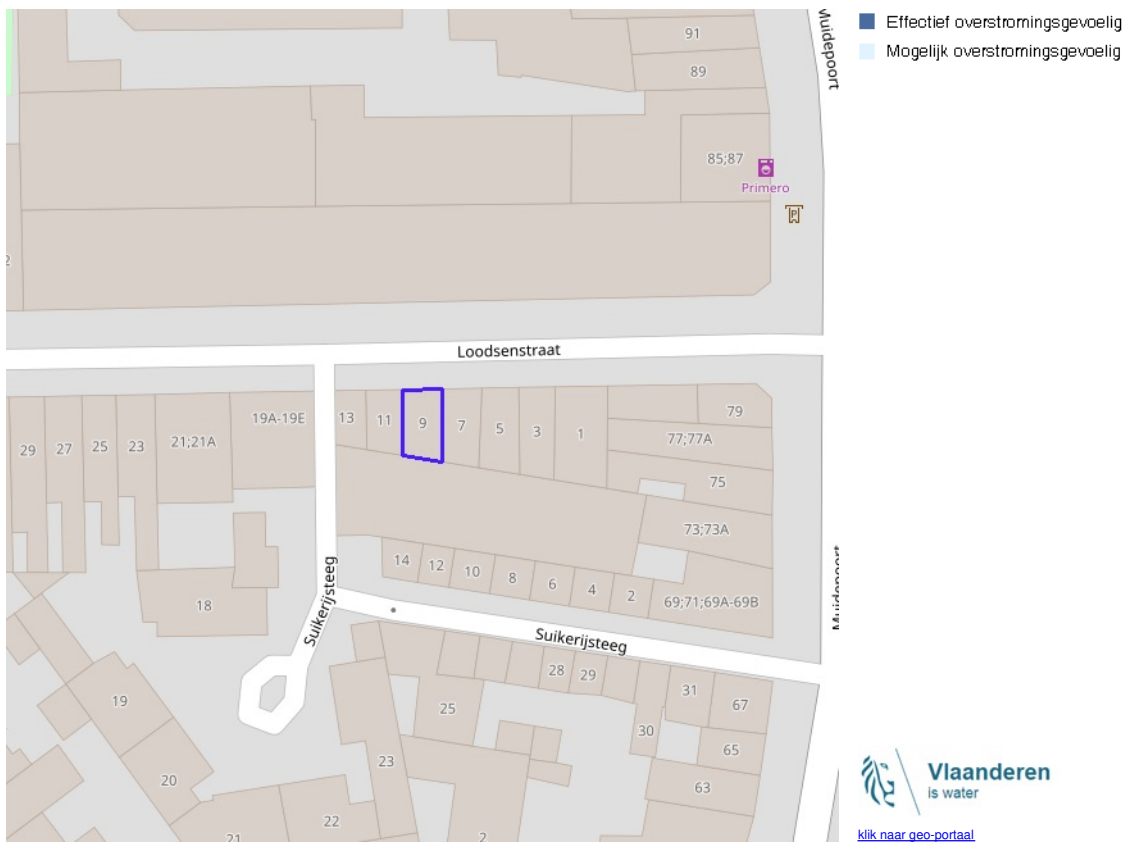 Effectief overstromingsgevoelig
Mogelijk overstromingsgevoelig
Muidepoort
91
89
85;87
Primero
P
2
Loodsenstraat
29
27
25
23
21;21A
19A-19E
13
11
9
7
5
3
1
79
77;77A
75
73;73A
14
12
10
8
6
4
2
69;71;69A-69B
Muidepoort
Suikerijsteeg
18
Suikerijsteeg
28
29
31
67
19
25
30
65
23
63
20
22
21
2
Vlaanderen
is water
klik naar geo-portaal